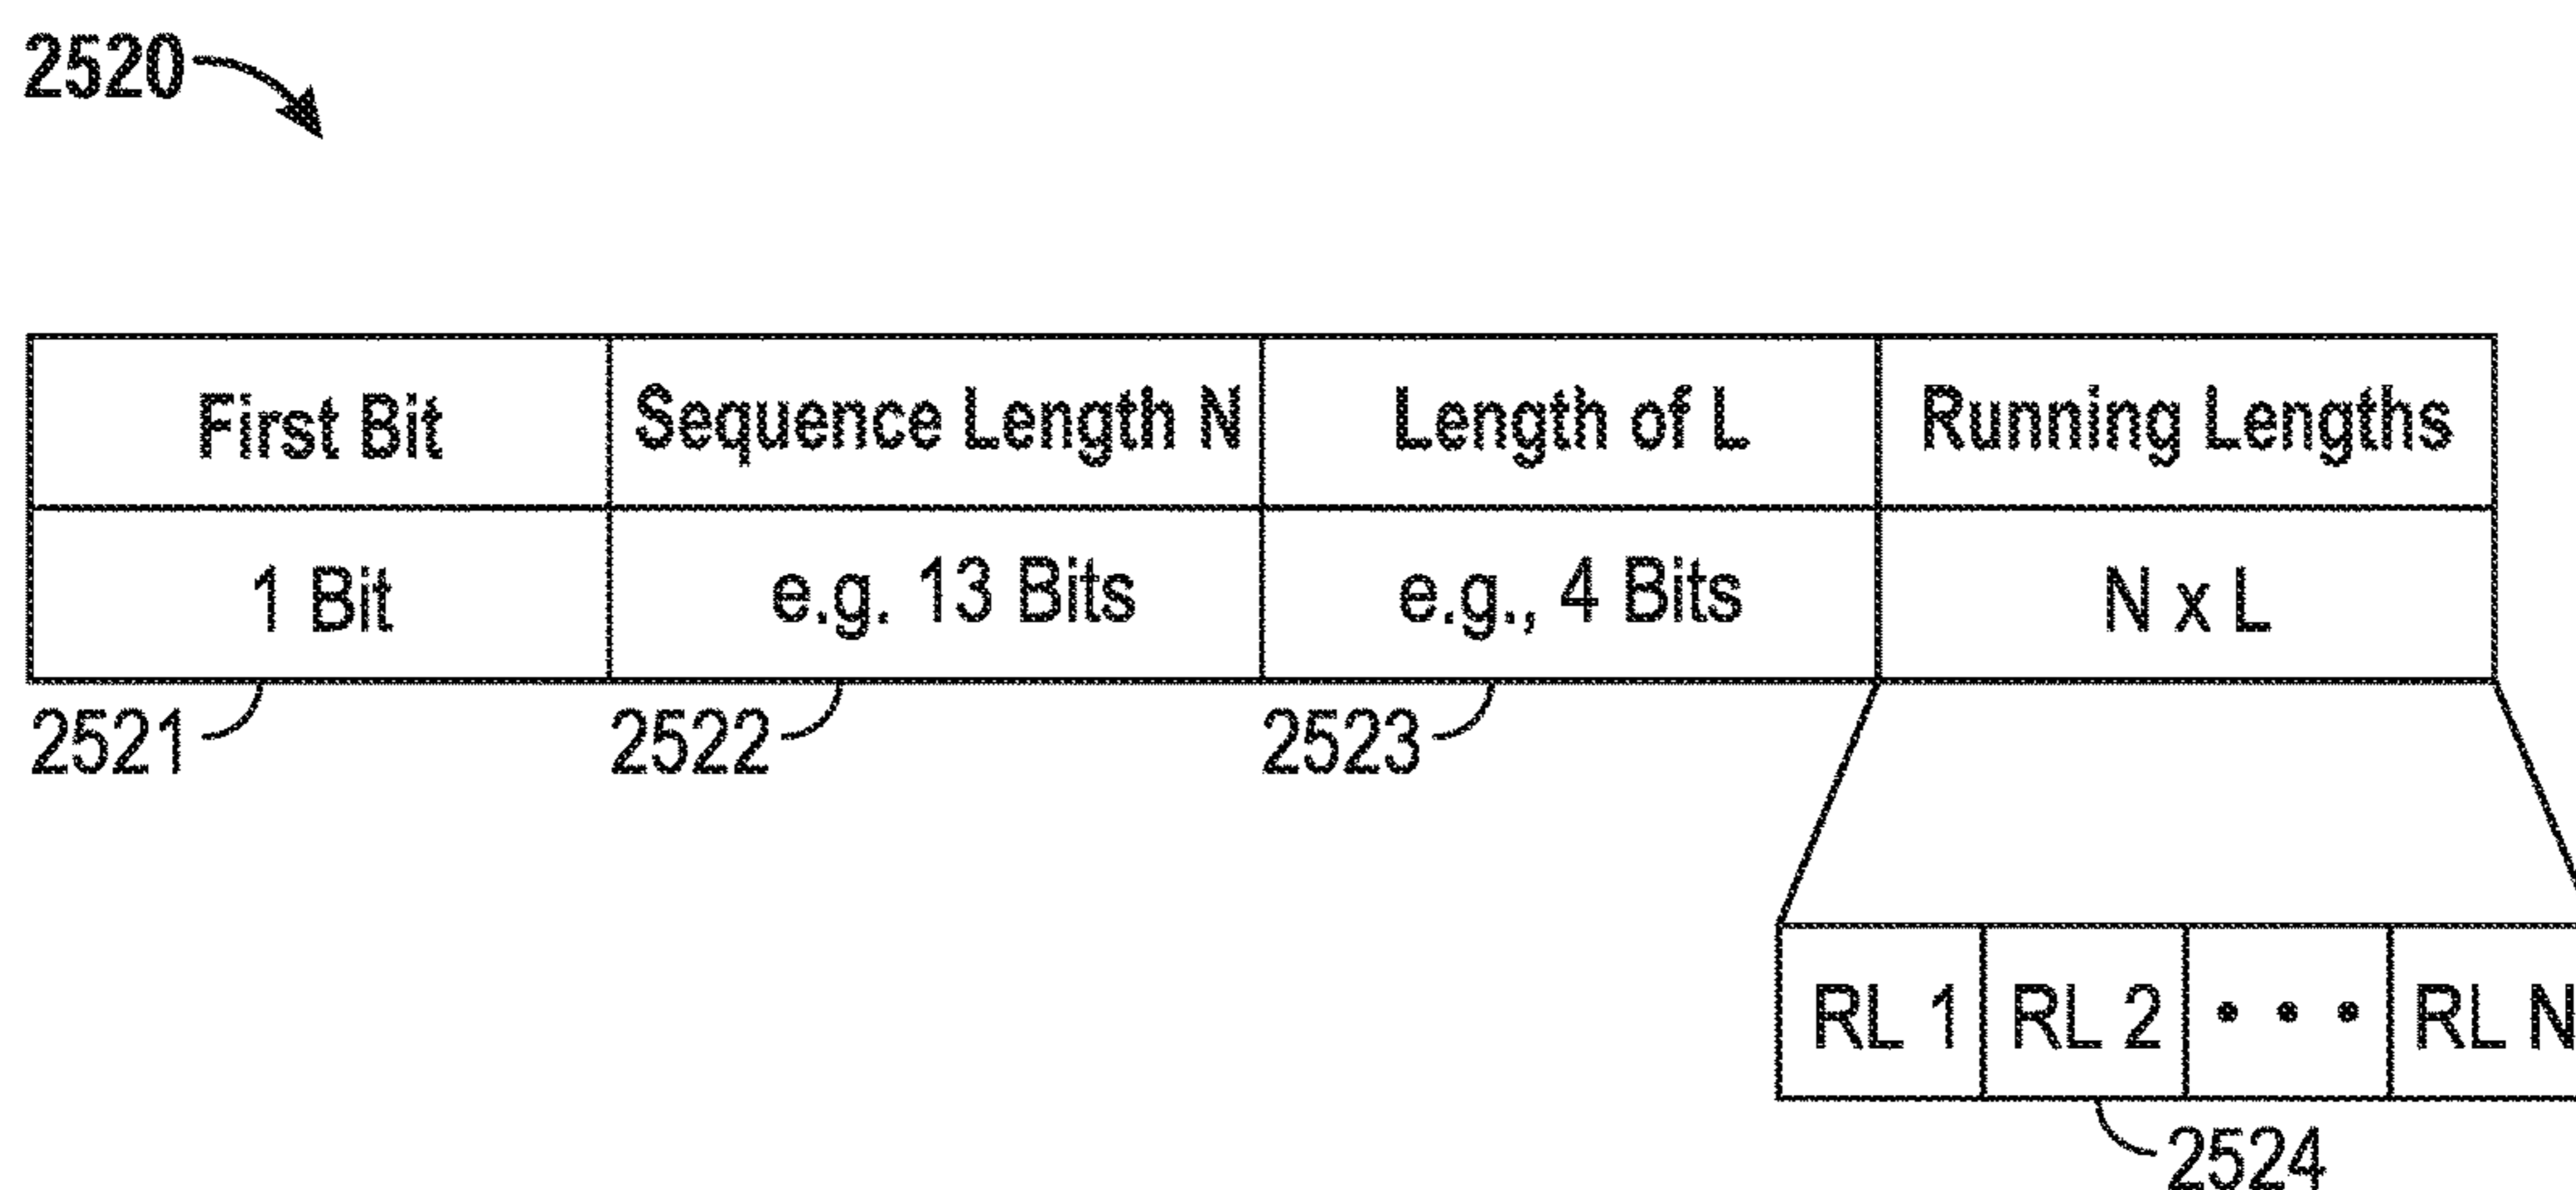 2520
First Bit Sequence Length N Length of L Running Lengths
1 Bit e.g. 13 Bits e.g., 4 Bits N x L
2521 2522 2523
RL 1 RL 2 • • • RL N
2524